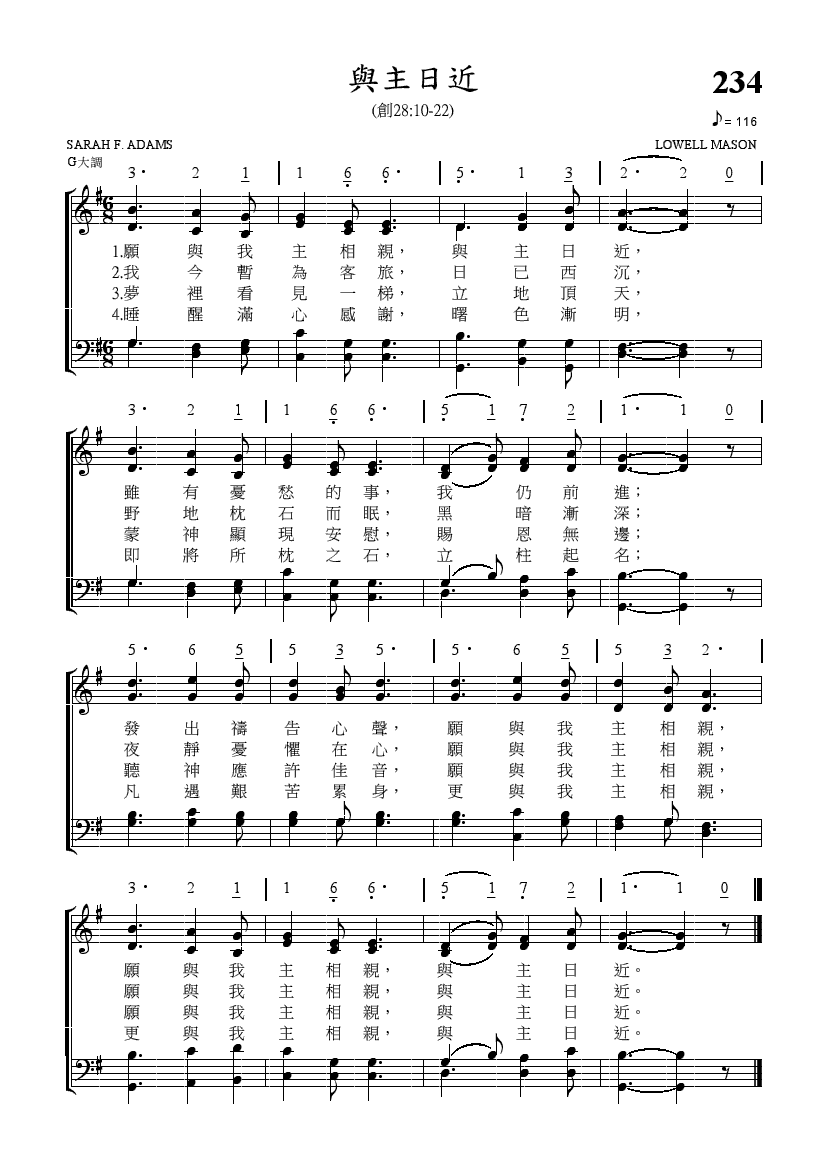 與主日近
234
(創28:10-22)
♪= 116
SARAH F. ADAMS
LOWELL MASON
G大調
3· 2 1 | 1 6 6· | 5· 1 3 | 2· 2 0 |
1.願與我主相親，與主日近，
2.我今暫為客旅，日已西沉，
3.夢裡看見一梯，立地頂天，
4.睡醒滿心感謝，曙色漸明，
3· 2 1 | 1 6 6· | 5 1 7 2 | 1· 1 0 |
雖有憂愁的事，我仍前進；
野地枕石而眠，黑暗漸深；
蒙神顯現安慰，賜恩無邊；
即將所枕之石，立柱起名；
5· 6 5 | 5 3 5· | 5· 6 5 | 5 3 2· |
發出禱告心聲，願與我主相親，
夜靜憂懼在心，願與我主相親，
聽神應許佳音，願與我主相親，
凡遇艱苦累身，更與我主相親，
3· 2 1 | 1 6 6· | 5 1 7 2 | 1· 1 0
願與我主相親，與主日近。
願與我主相親，與主日近。
願與我主相親，與主日近。
更與我主相親，與主日近。